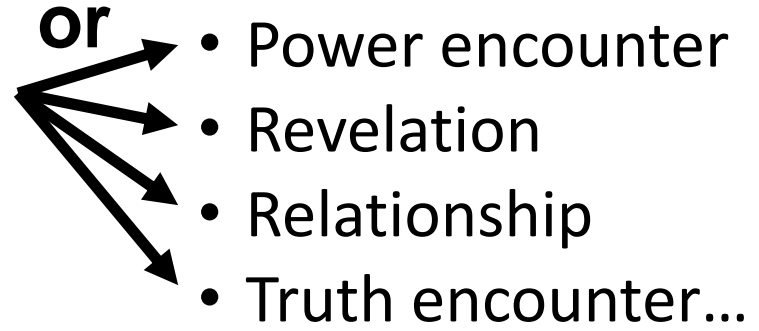 or
• Power encounter
• Revelation
• Relationship
• Truth encounter...